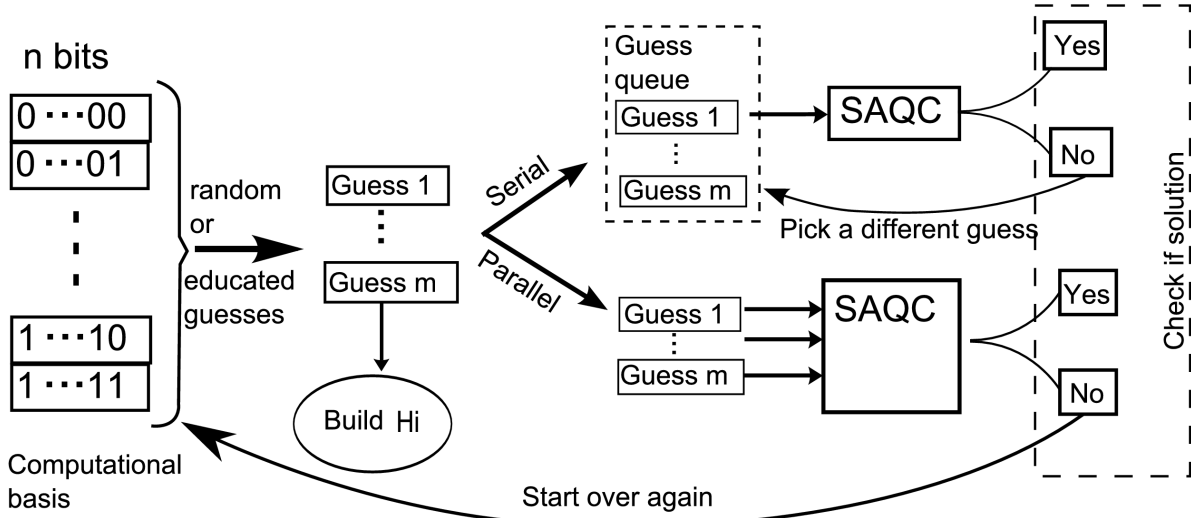 n bits
0 ···00
0 ···01
1 ···10
1 ···11
Computational
basis
random
or
educated
guesses
Guess 1
Guess m
Build Hi
Serial
Parallel
Guess
queue
Guess 1
Guess m
SAQC
Yes
No
Pick a different guess
Guess 1
Guess m
SAQC
Yes
No
Check if solution
Start over again